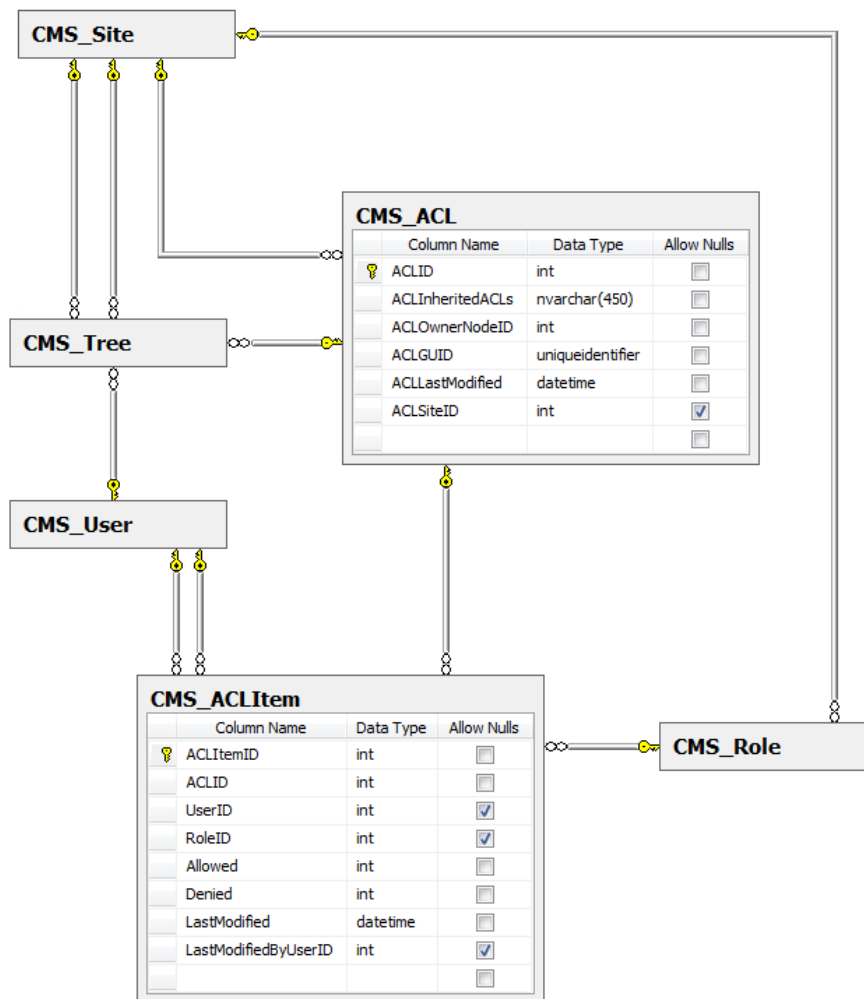 CMS_Site
CMS_ACL
Column Name Data Type Allow Nulls
ACLID int
ACLInheritedACLs nvarchar(450)
ACLOwnerNodeID int
ACLGUID uniqueidentifier
ACLLastModified datetime
ACLSiteID int
CMS_Tree
CMS_User
CMS_ACLItem
Column Name Data Type Allow Nulls
ACLItemID int
ACLID int
UserID int
RoleID int
Allowed int
Denied int
LastModified datetime
LastModifiedByUserID int
CMS_Role